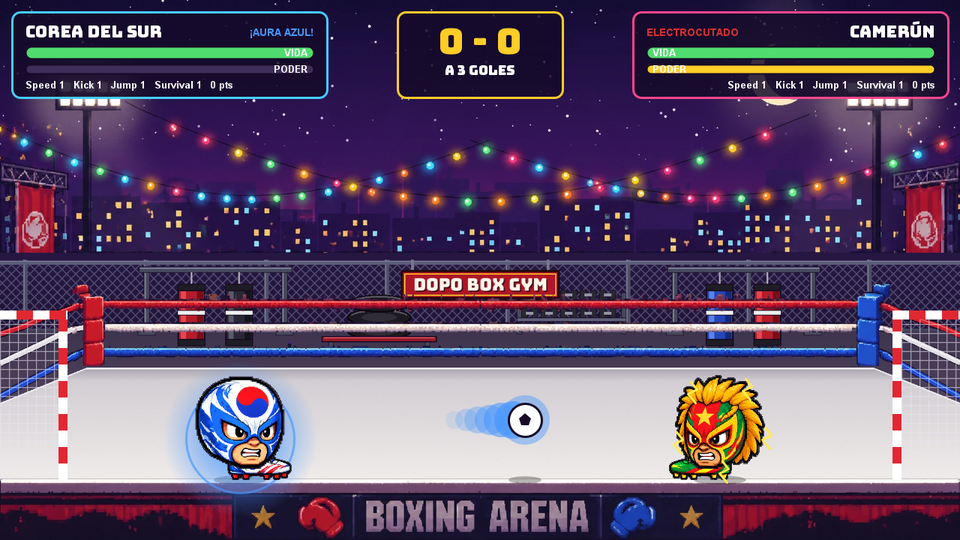 COREA DEL SUR ¡AURA AZUL!
VIDA
PODER
Speed 1 Kick 1 Jump 1 Survival 1 0 pts
0 - 0
A 3 GOLES
ELECTROCUTADO CAMERÚN
VIDA
PODER
Speed 1 Kick 1 Jump 1 Survival 1 0 pts
DOPO BOX GYM
BOXING ARENA